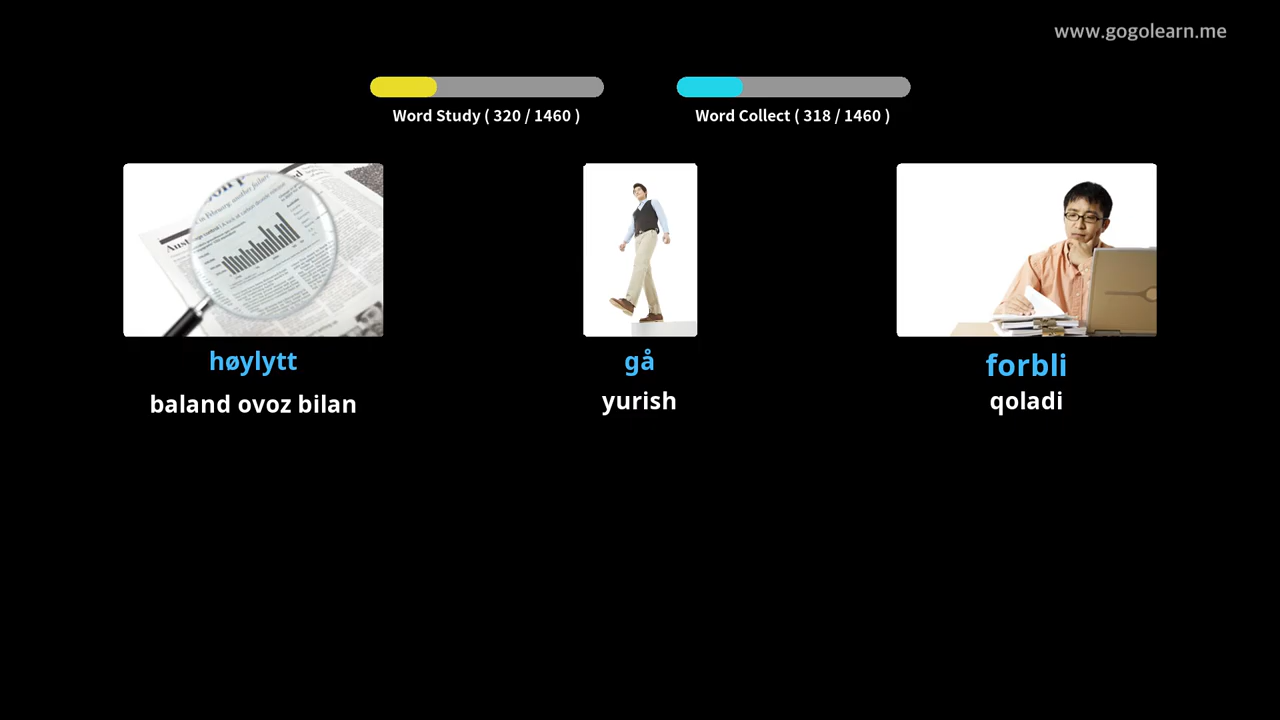 www.gogolearn.me
Word Study ( 320 / 1460 )
Word Collect ( 318 / 1460 )
høylytt
gå
forbli
baland ovoz bilan
yurish
qoladi